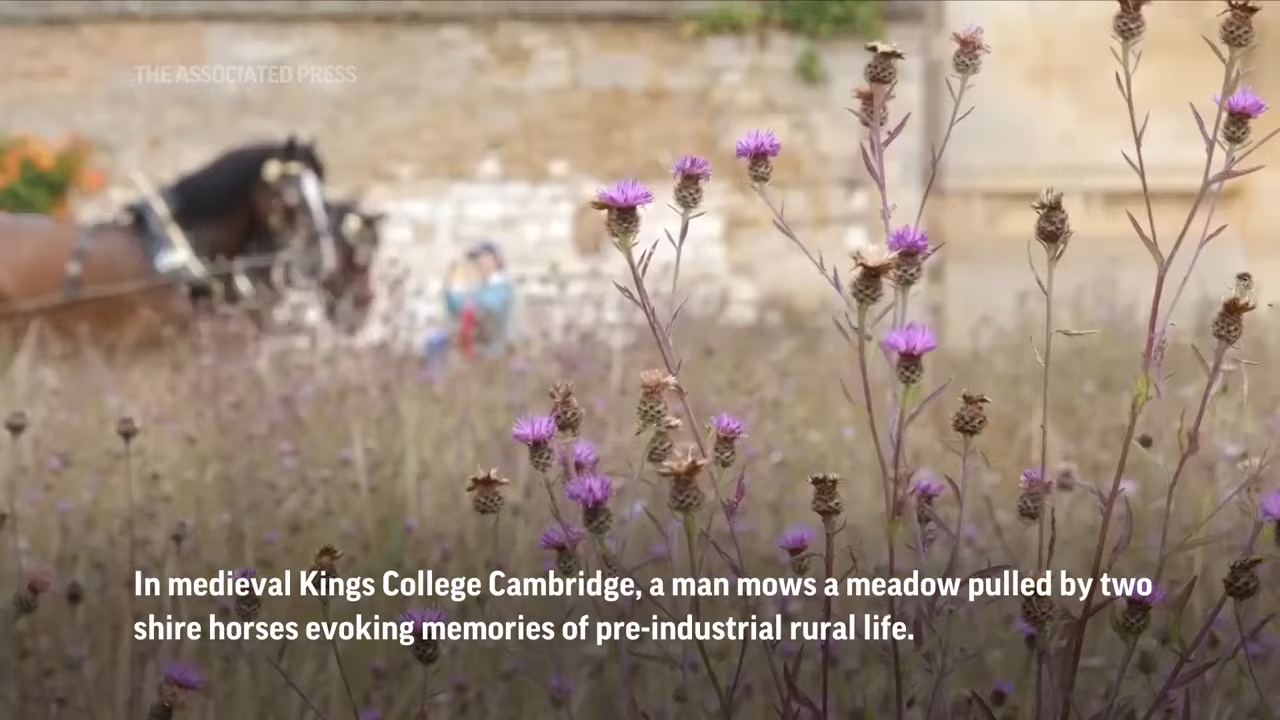 THE ASSOCIATED PRESS
In medieval Kings College Cambridge, a man mows a meadow pulled by two
shire horses evoking memories of pre-industrial rural life.